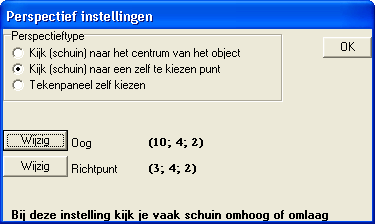 Perspectief instellingen
Perspectieftype
Kijk (schuin) naar het centrum van het object
OK
Kijk (schuin) naar een zelf te kiezen punt
Tekenpaneel zelf kiezen
Wijzig Oog (10; 4; 2)
Wijzig Richtpunt (3; 4; 2)
Bij deze instelling kijk je vaak schuin omhoog of omlaag